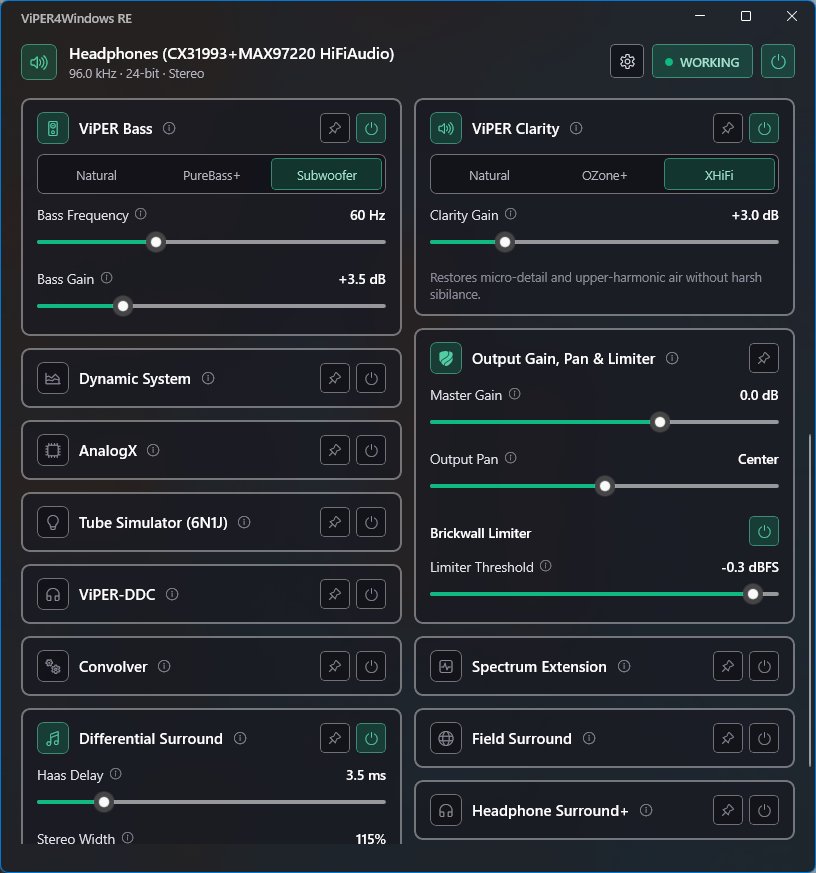 ViPER4Windows RE
Headphones (CX31993+MAX97220 HiFiAudio)
96.0 kHz · 24-bit · Stereo
WORKING
ViPER Bass
Natural
PureBass+
Subwoofer
Bass Frequency
60 Hz
Bass Gain
+3.5 dB
Dynamic System
AnalogX
Tube Simulator (6N1J)
ViPER-DDC
Convolver
Differential Surround
Haas Delay
3.5 ms
Stereo Width
115%
ViPER Clarity
Natural
OZone+
XHiFi
Clarity Gain
+3.0 dB
Restores micro-detail and upper-harmonic air without harsh
sibilance.
Output Gain, Pan & Limiter
Master Gain
0.0 dB
Output Pan
Center
Brickwall Limiter
Limiter Threshold
-0.3 dBFS
Spectrum Extension
Field Surround
Headphone Surround+